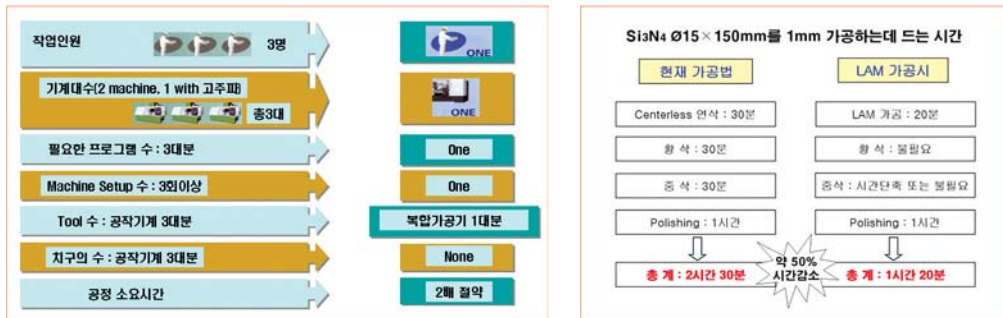 작업인원
3명
ONE
기계대수(2 machine, 1 with 고주파)
총3대
ONE
필요한 프로그램 수 : 3대분
One
Machine Setup 수 : 3회이상
One
Tool 수 : 공작기계 3대분
복합가공기 1대분
치구의 수 : 공작기계 3대분
None
공정 소요시간
2배 절약
Si3N4 Ø15×150mm를 1mm 가공하는데 드는 시간
현재 가공법
LAM 가공시
Centerless 연삭 : 30분
LAM 가공 : 20분
황 삭 : 30분
황 삭 : 불필요
중 삭 : 30분
중삭 : 시간단축 또는 불필요
Polishing : 1시간
Polishing : 1시간
약 50%
시간감소
총 계 : 2시간 30분
총 계 : 1시간 20분